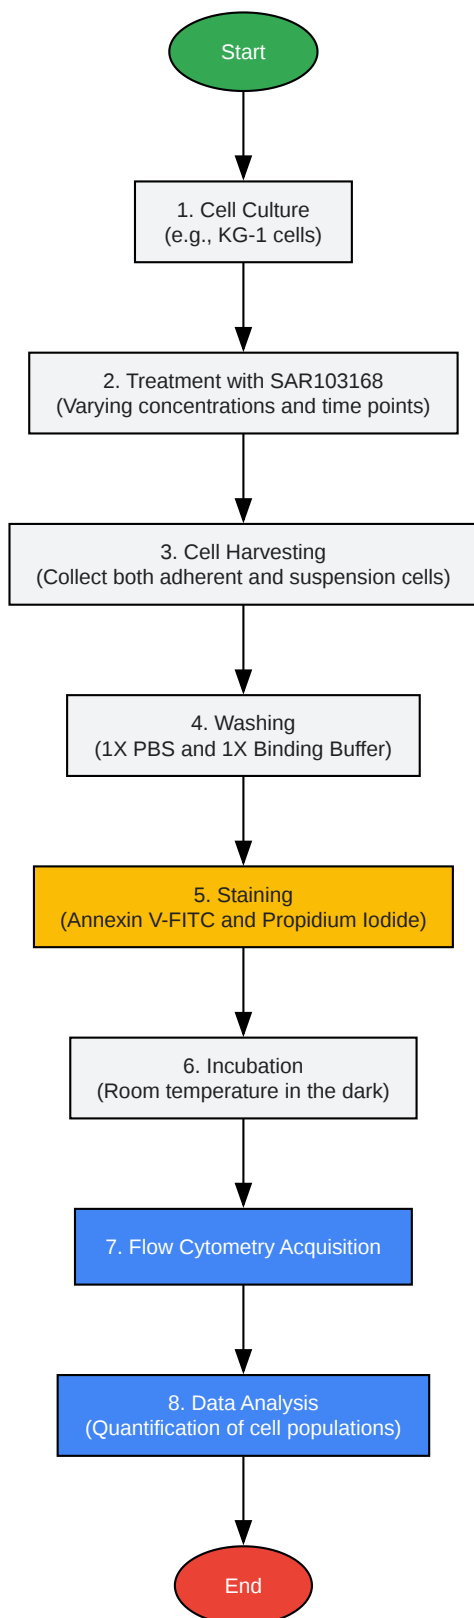 Start
1. Cell Culture
(e.g., KG-1 cells)
2. Treatment with SAR103168
(Varying concentrations and time points)
3. Cell Harvesting
(Collect both adherent and suspension cells)
4. Washing
(1X PBS and 1X Binding Buffer)
5. Staining
(Annexin V-FITC and Propidium Iodide)
6. Incubation
(Room temperature in the dark)
7. Flow Cytometry Acquisition
8. Data Analysis
(Quantification of cell populations)
End